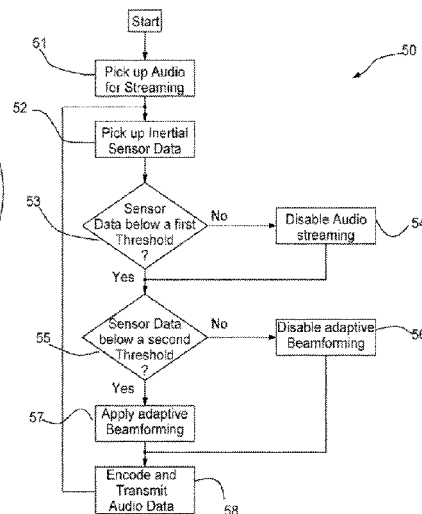 Start
51
50
Pick up Audio
for Streaming
52
Pick up Inertial
Sensor Data
53
Sensor
Data below a first
Threshold
?
No
Disable Audio
streaming
54
Yes
Sensor Data
below a second
Threshold
?
55
No
Disable adaptive
Beamforming
56
Yes
57
Apply adaptive
Beamforming
Encode and
Transmit
Audio Data
58